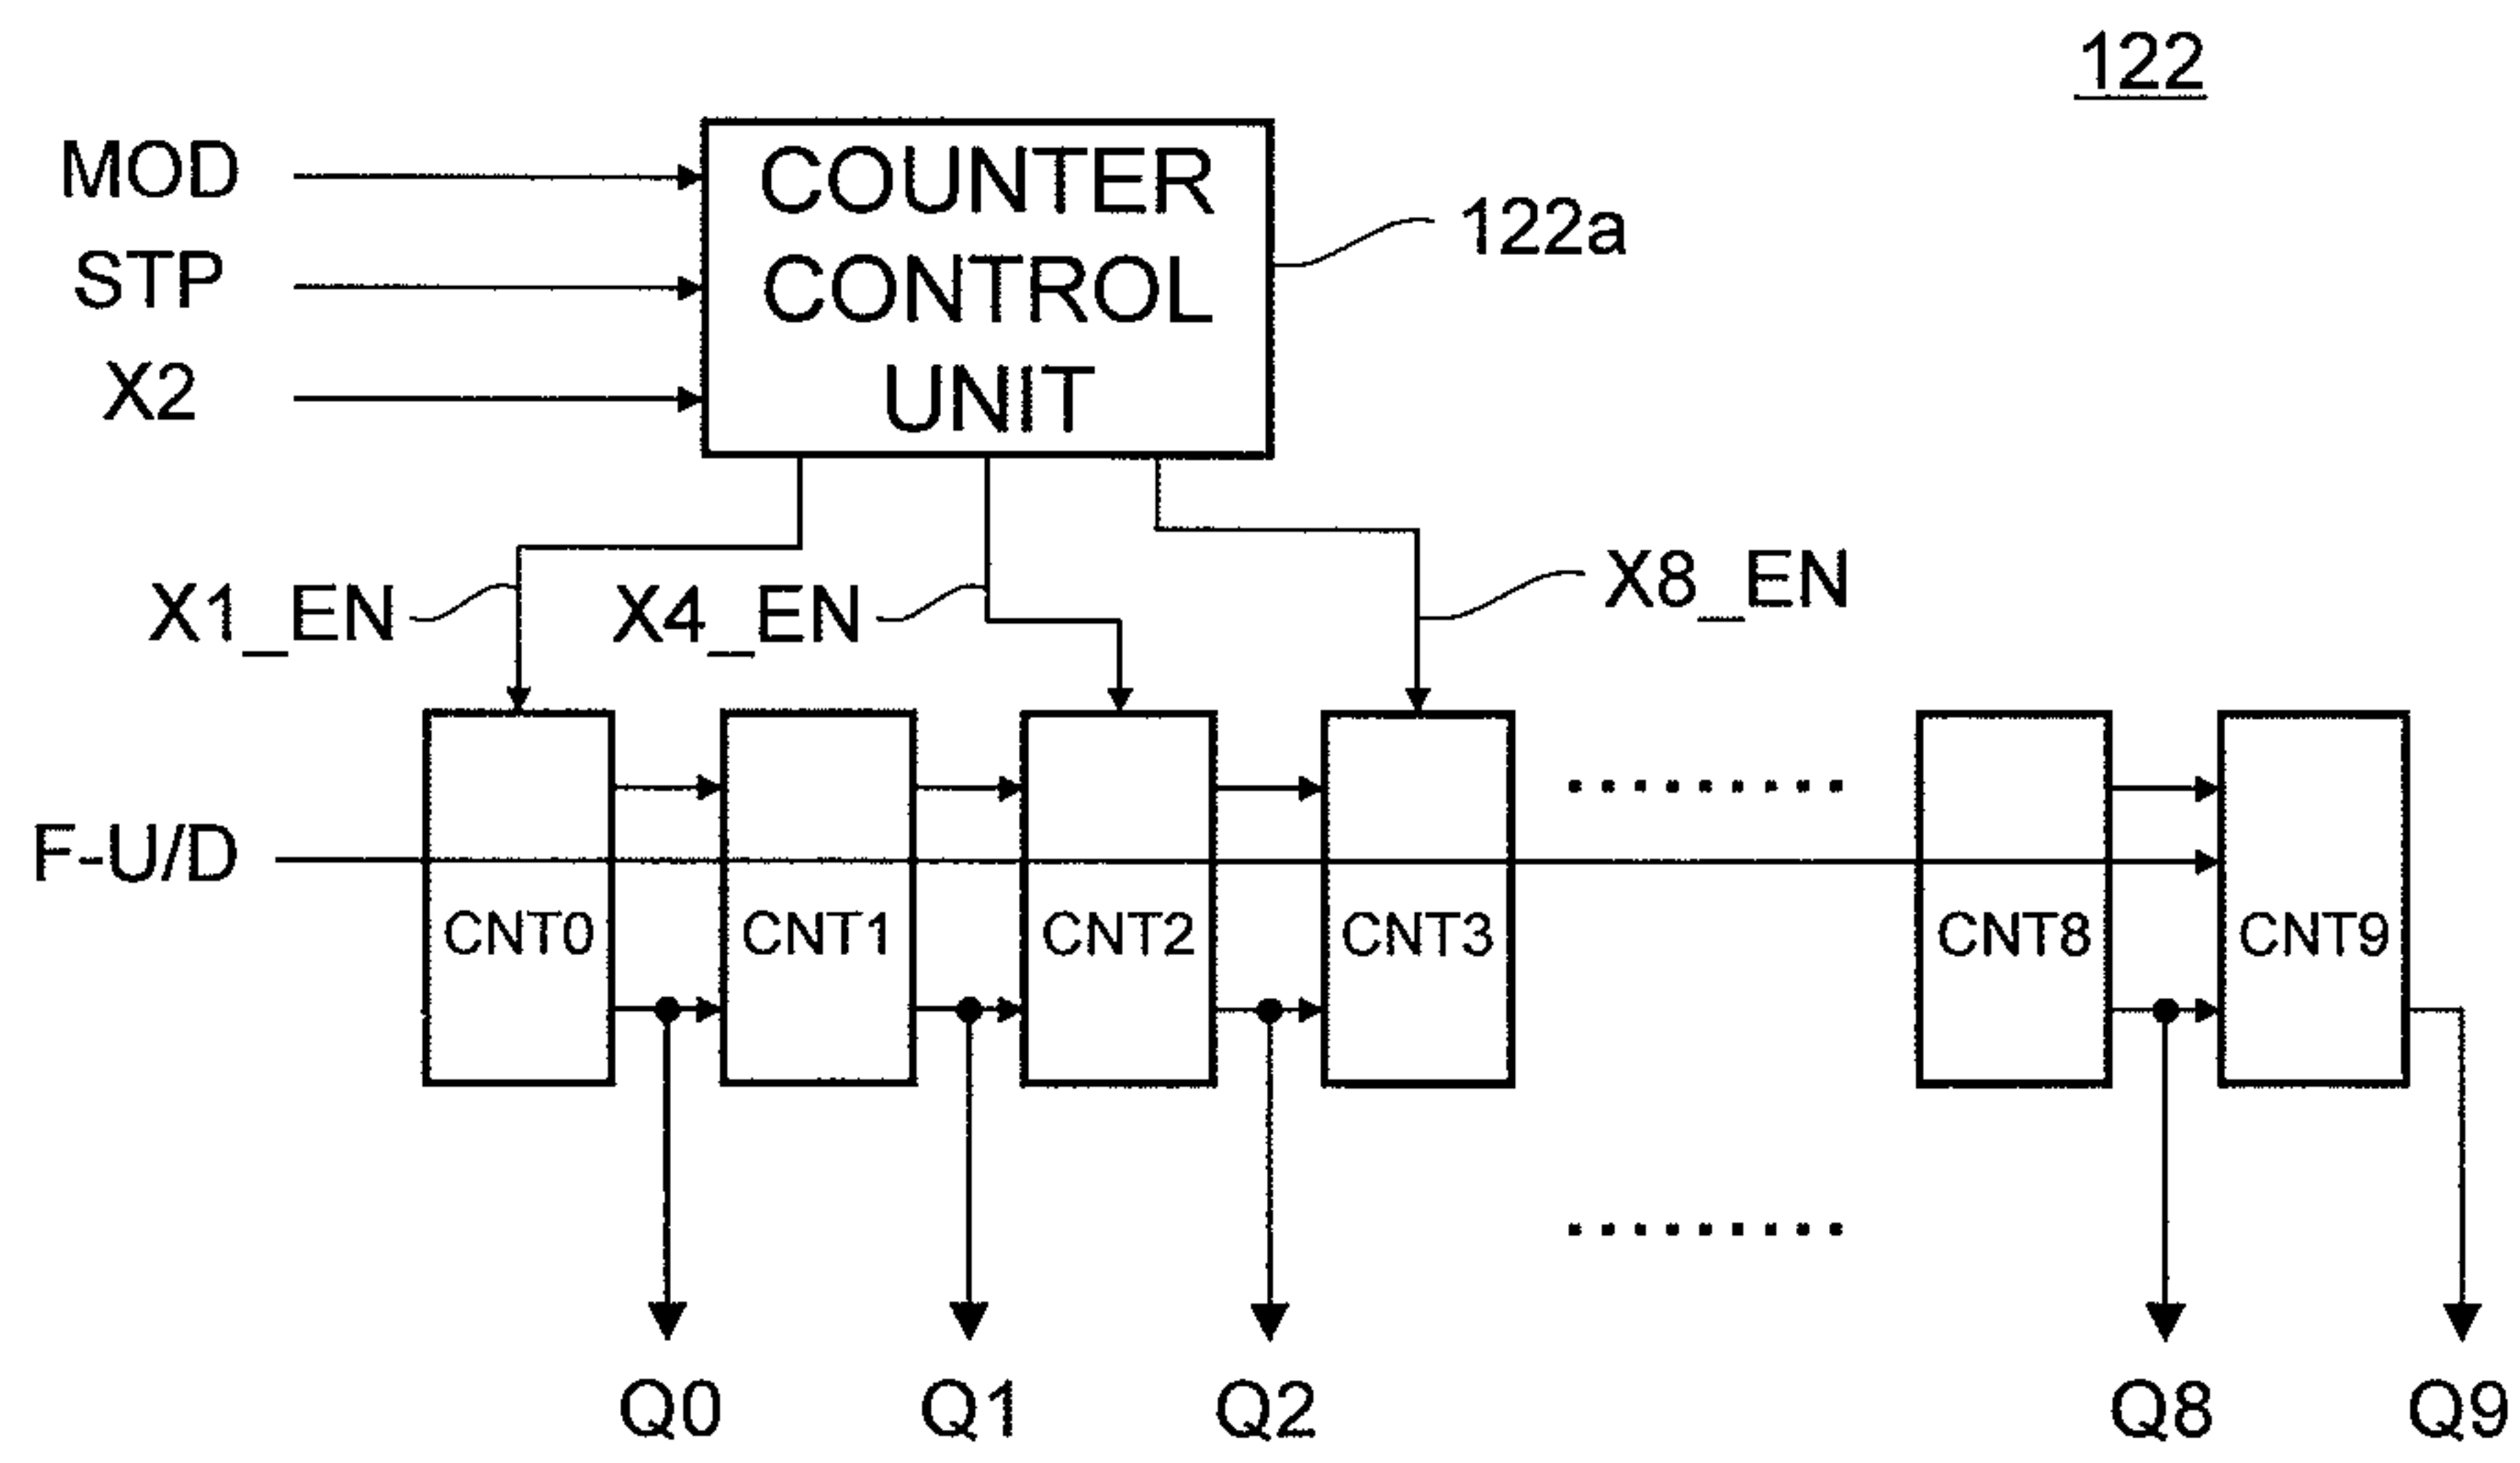 122
MOD
STP
X2
COUNTER
CONTROL
UNIT
122a
X1_EN
X4_EN
X8_EN
F-U/D
CNT0
CNT1
CNT2
CNT3
CNT8
CNT9
Q0
Q1
Q2
Q8
Q9